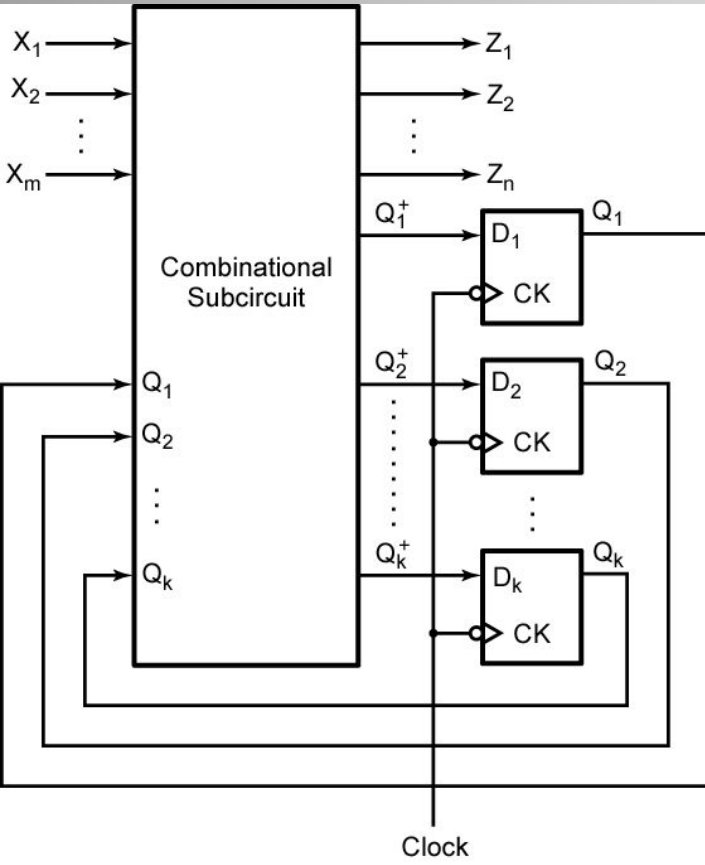 X₁ Z₁
X₂ Z₂
⋮ ⋮
Xₘ Zₙ
Q₁⁺ D₁ Q₁
Combinational
Subcircuit
CK
Q₁ Q₂⁺ D₂ Q₂
Q₂ CK
⋮ ⋮ ⋮
Qₖ Qₖ⁺ Dₖ Qₖ
CK
Clock